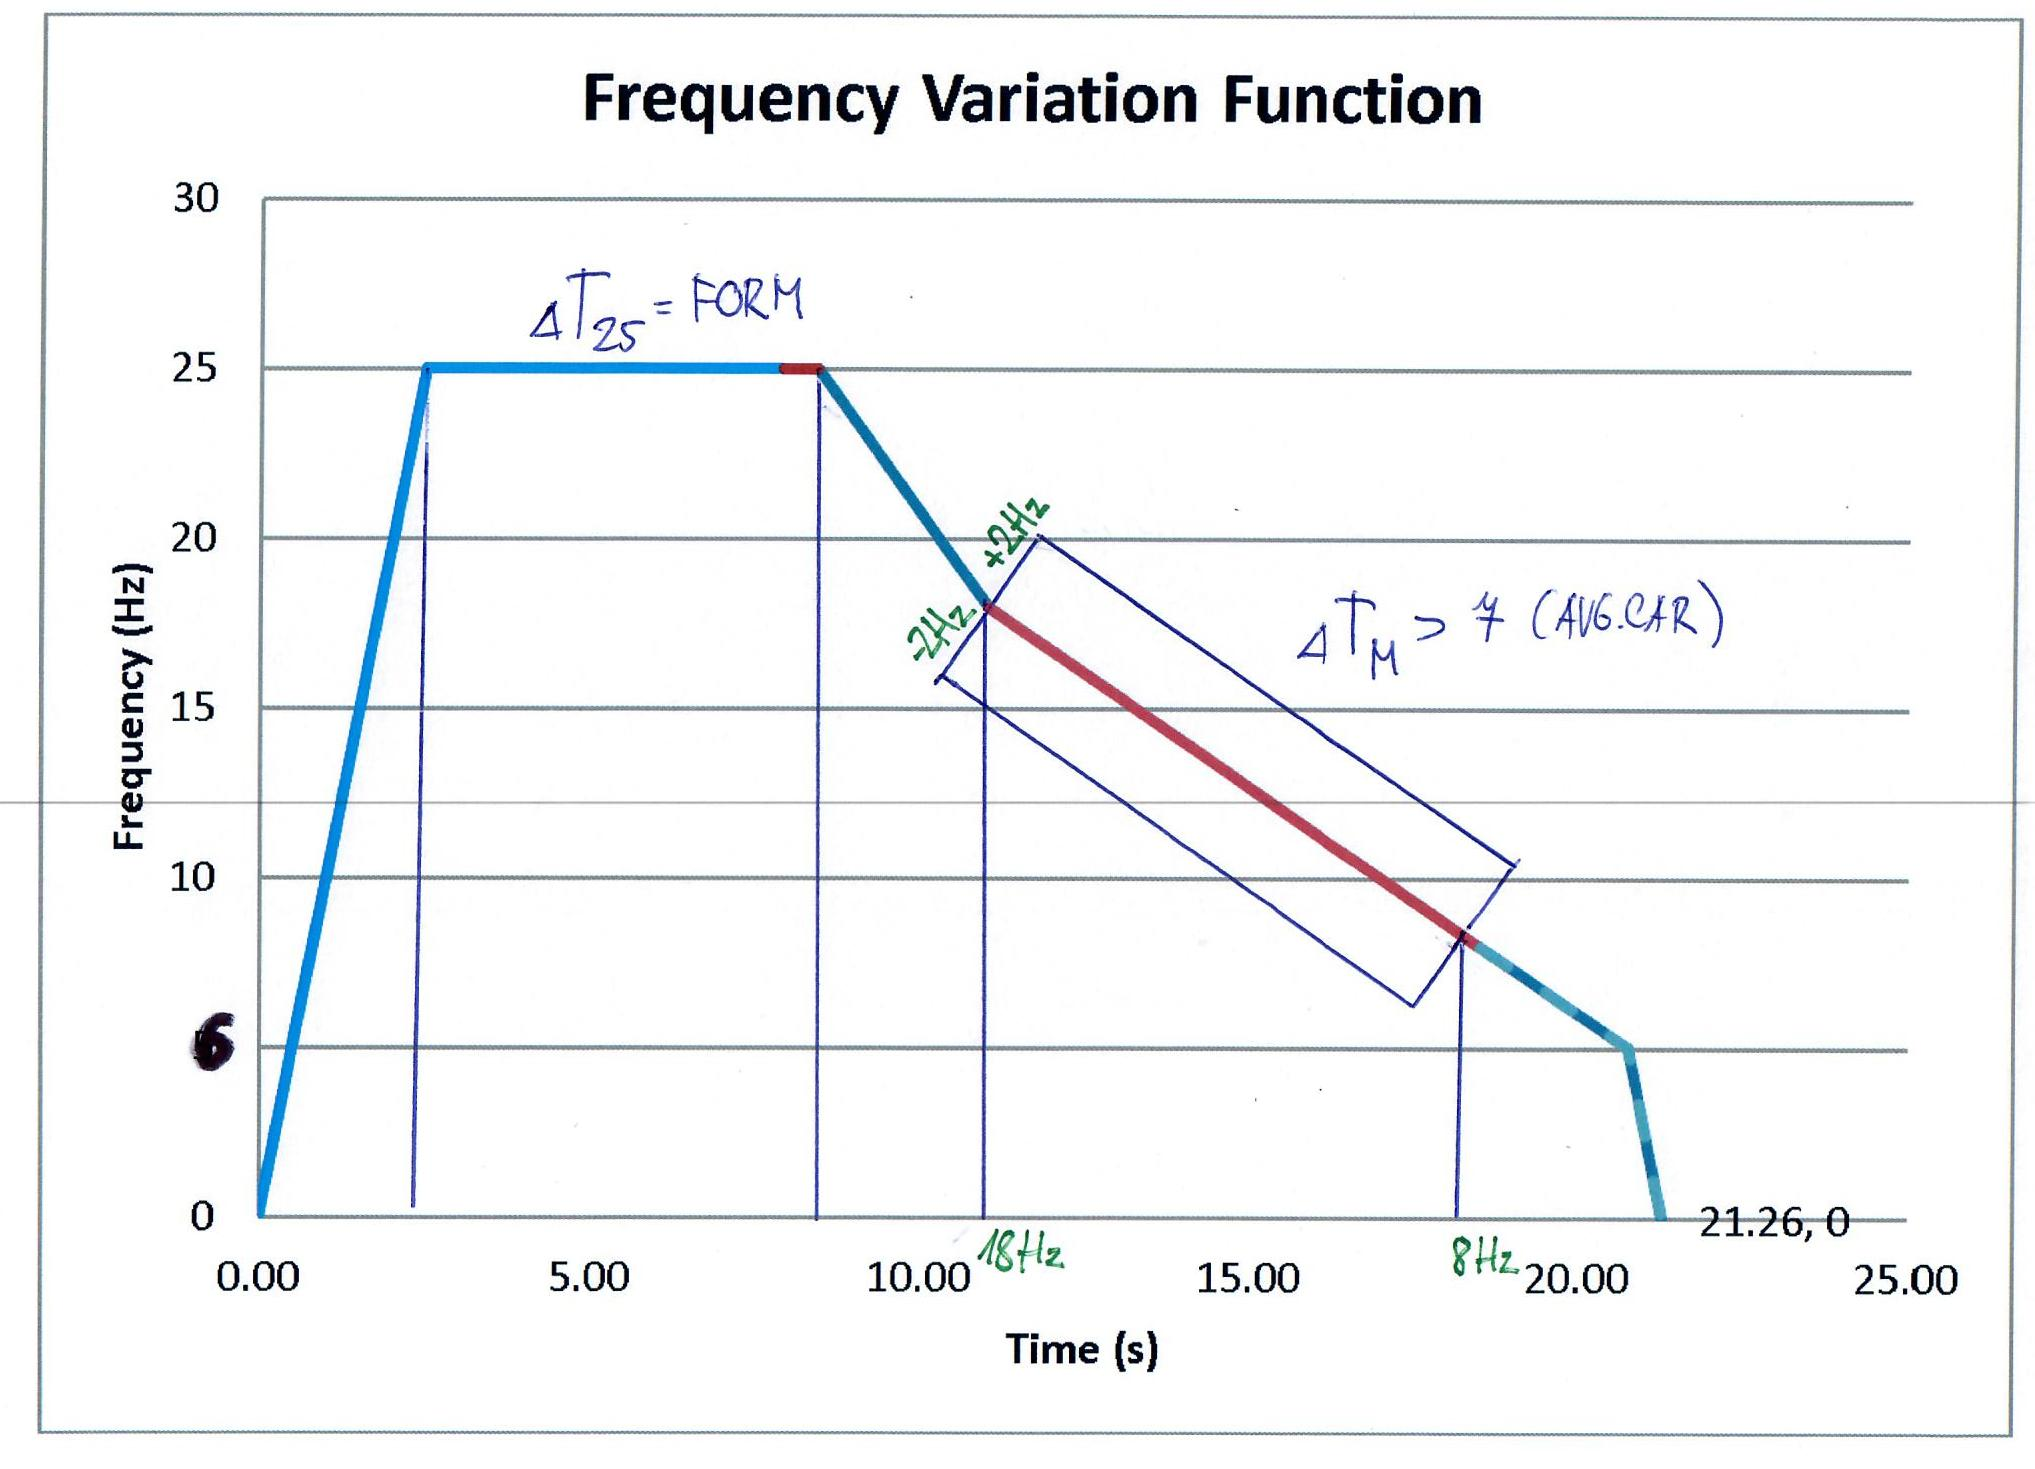 Frequency Variation Function
30
ΔT25 = FORM
25
20
+2Hz
-2Hz
ΔTM > 7 (AVG.CAR)
15
Frequency (Hz)
10
6
0
21.26, 0
18Hz
8Hz
0.00 5.00 10.00 15.00 20.00 25.00
Time (s)